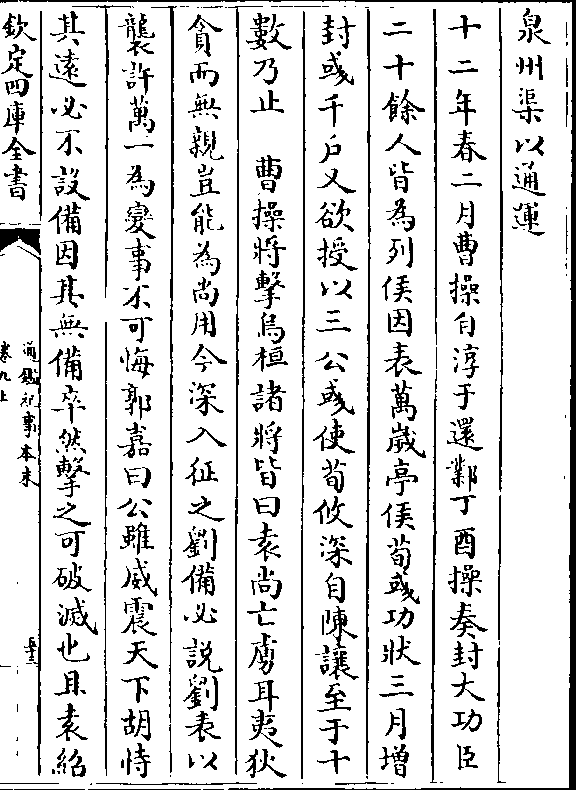 泉州渠以通運
十二年春二月曹操自淳于還鄴丁酉操奏封大功臣
二十餘人皆為列侯因表萬歲亭侯荀彧功狀三月增
封彧千戶又欲授以三公彧使荀攸深自陳讓至于十
數乃止　曹操將擊烏桓諸將皆曰袁尚亡虜耳夷狄
貪而無親豈能為尚用今深入征之劉備必說劉表以
襲許萬一為變事不可悔郭嘉曰公雖威震天下胡恃
其遠必不設備因其無備卒然擊之可破滅也且袁紹
欽定四庫全書
通鑑紀事本末
卷九上